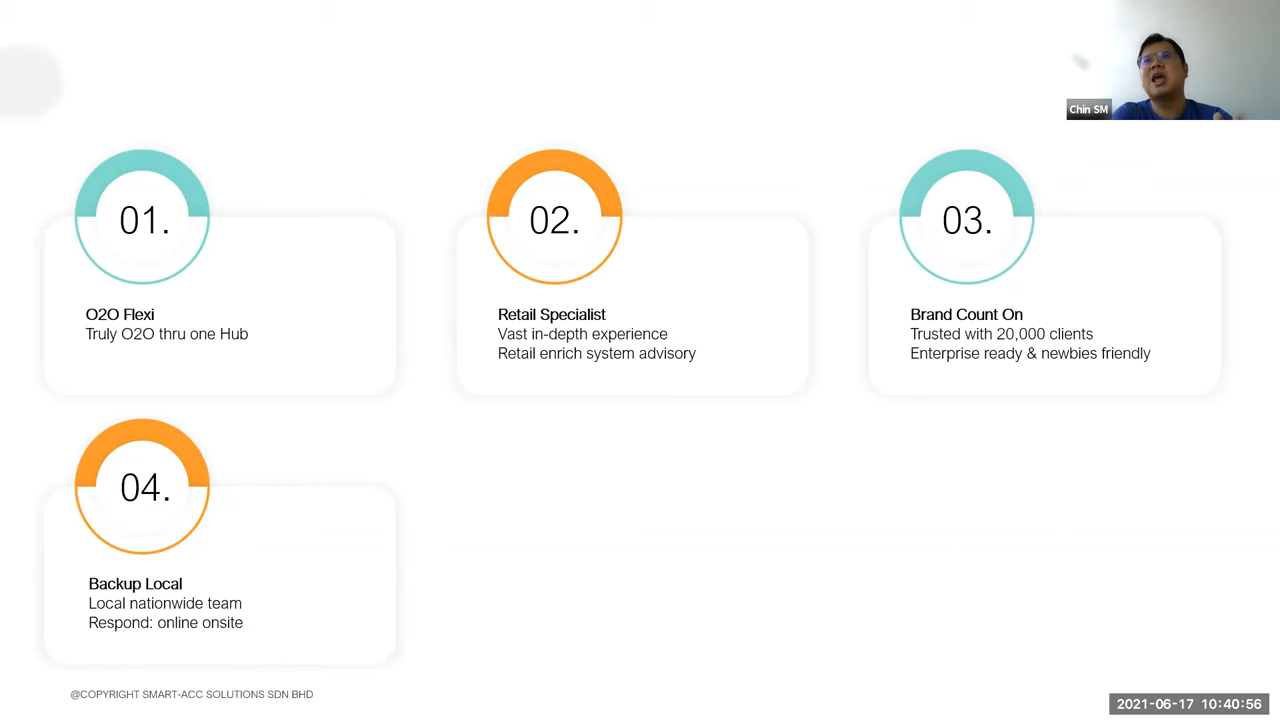 Chin SM
01.
O2O Flexi
Truly O2O thru one Hub
02.
Retail Specialist
Vast in-depth experience
Retail enrich system advisory
03.
Brand Count On
Trusted with 20,000 clients
Enterprise ready & newbies friendly
04.
Backup Local
Local nationwide team
Respond: online onsite
@COPYRIGHT SMART-ACC SOLUTIONS SDN BHD
2021-06-17 10:40:56